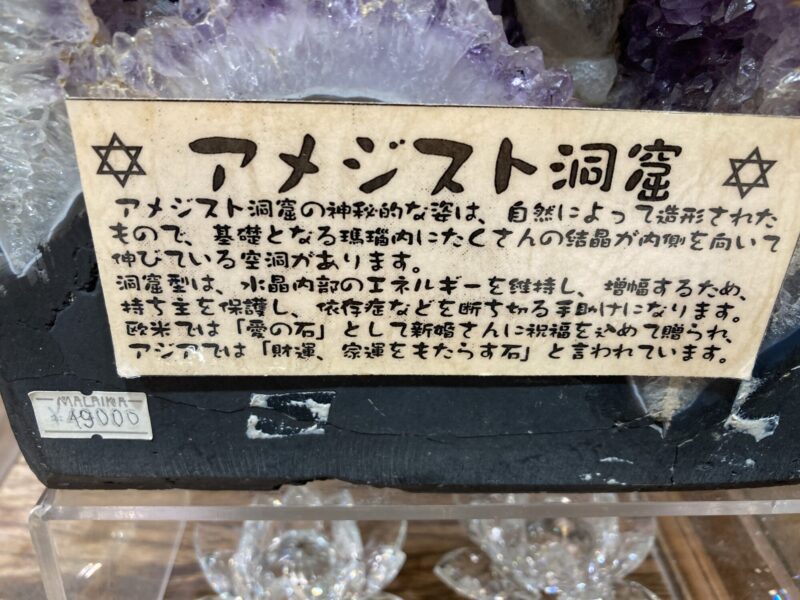 アメジスト洞窟
アメジスト洞窟の神秘的な姿は、自然によって造形された
もので、基礎となる瑪瑙内にたくさんの結晶が内側を向いて
伸びている空洞があります。
洞窟型は、水晶内部のエネルギーを維持し、増幅するため、
持ち主を保護し、依存症などを断ち切る手助けになります。
欧米では「愛の石」として新婚さんに祝福を込めて贈られ、
アジアでは「財運、家運をもたらす石」と言われています。
MALAIKA
¥49000